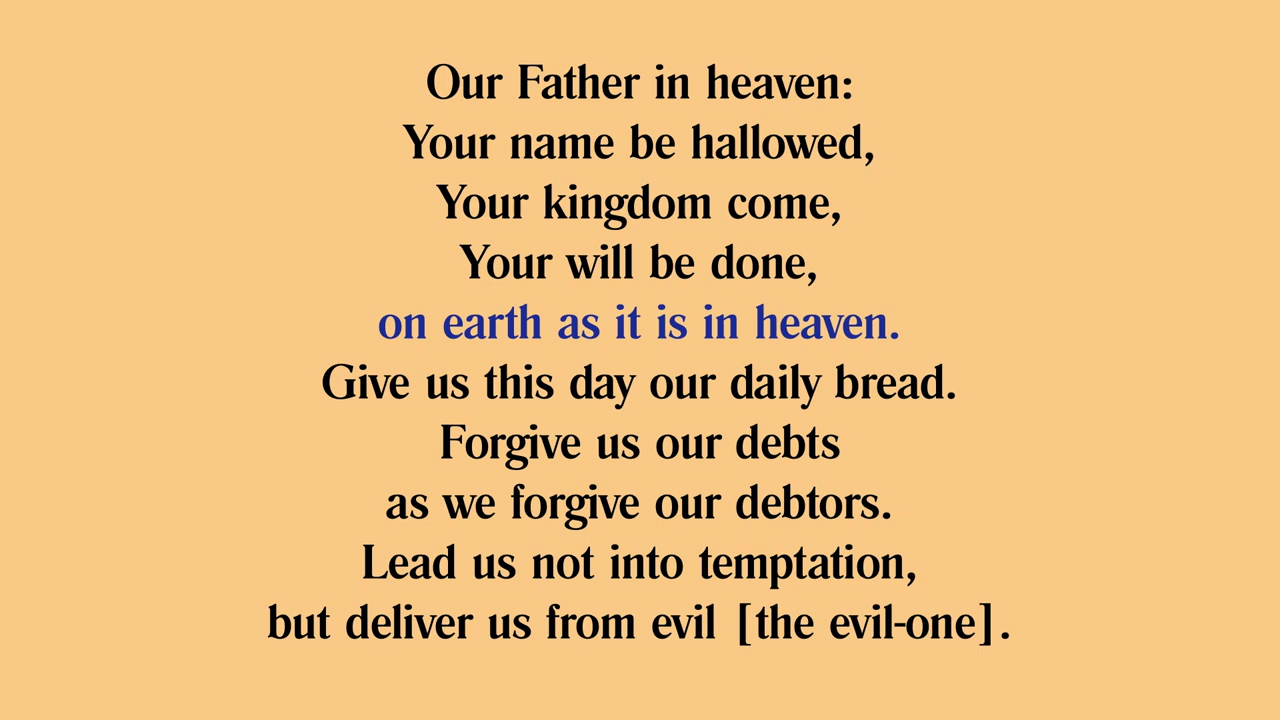 Our Father in heaven:
Your name be hallowed,
Your kingdom come,
Your will be done,
on earth as it is in heaven.
Give us this day our daily bread.
Forgive us our debts
as we forgive our debtors.
Lead us not into temptation,
but deliver us from evil [the evil-one].